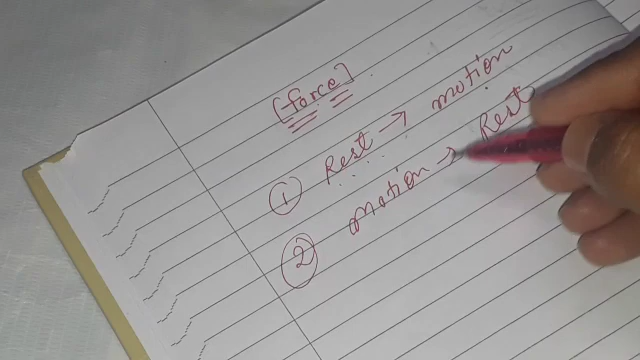 [force]
① Rest → motion
② motion → Rest